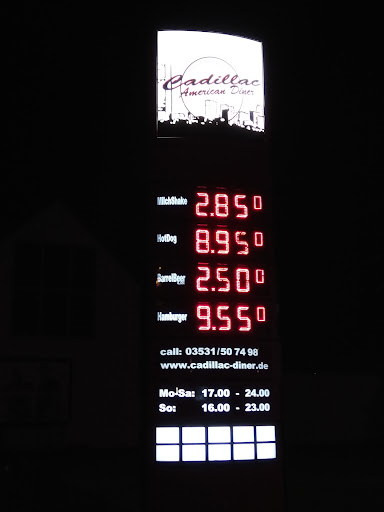 Cadillac
American Diner
MilchShake 2.85 0
HotDog 8.95 0
BarrelBeer 2.50 0
Hamburger 9.55 0
call: 03531/50 74 98
www.cadillac-diner.de
Mo-Sa: 17.00 - 24.00
So: 16.00 - 23.00